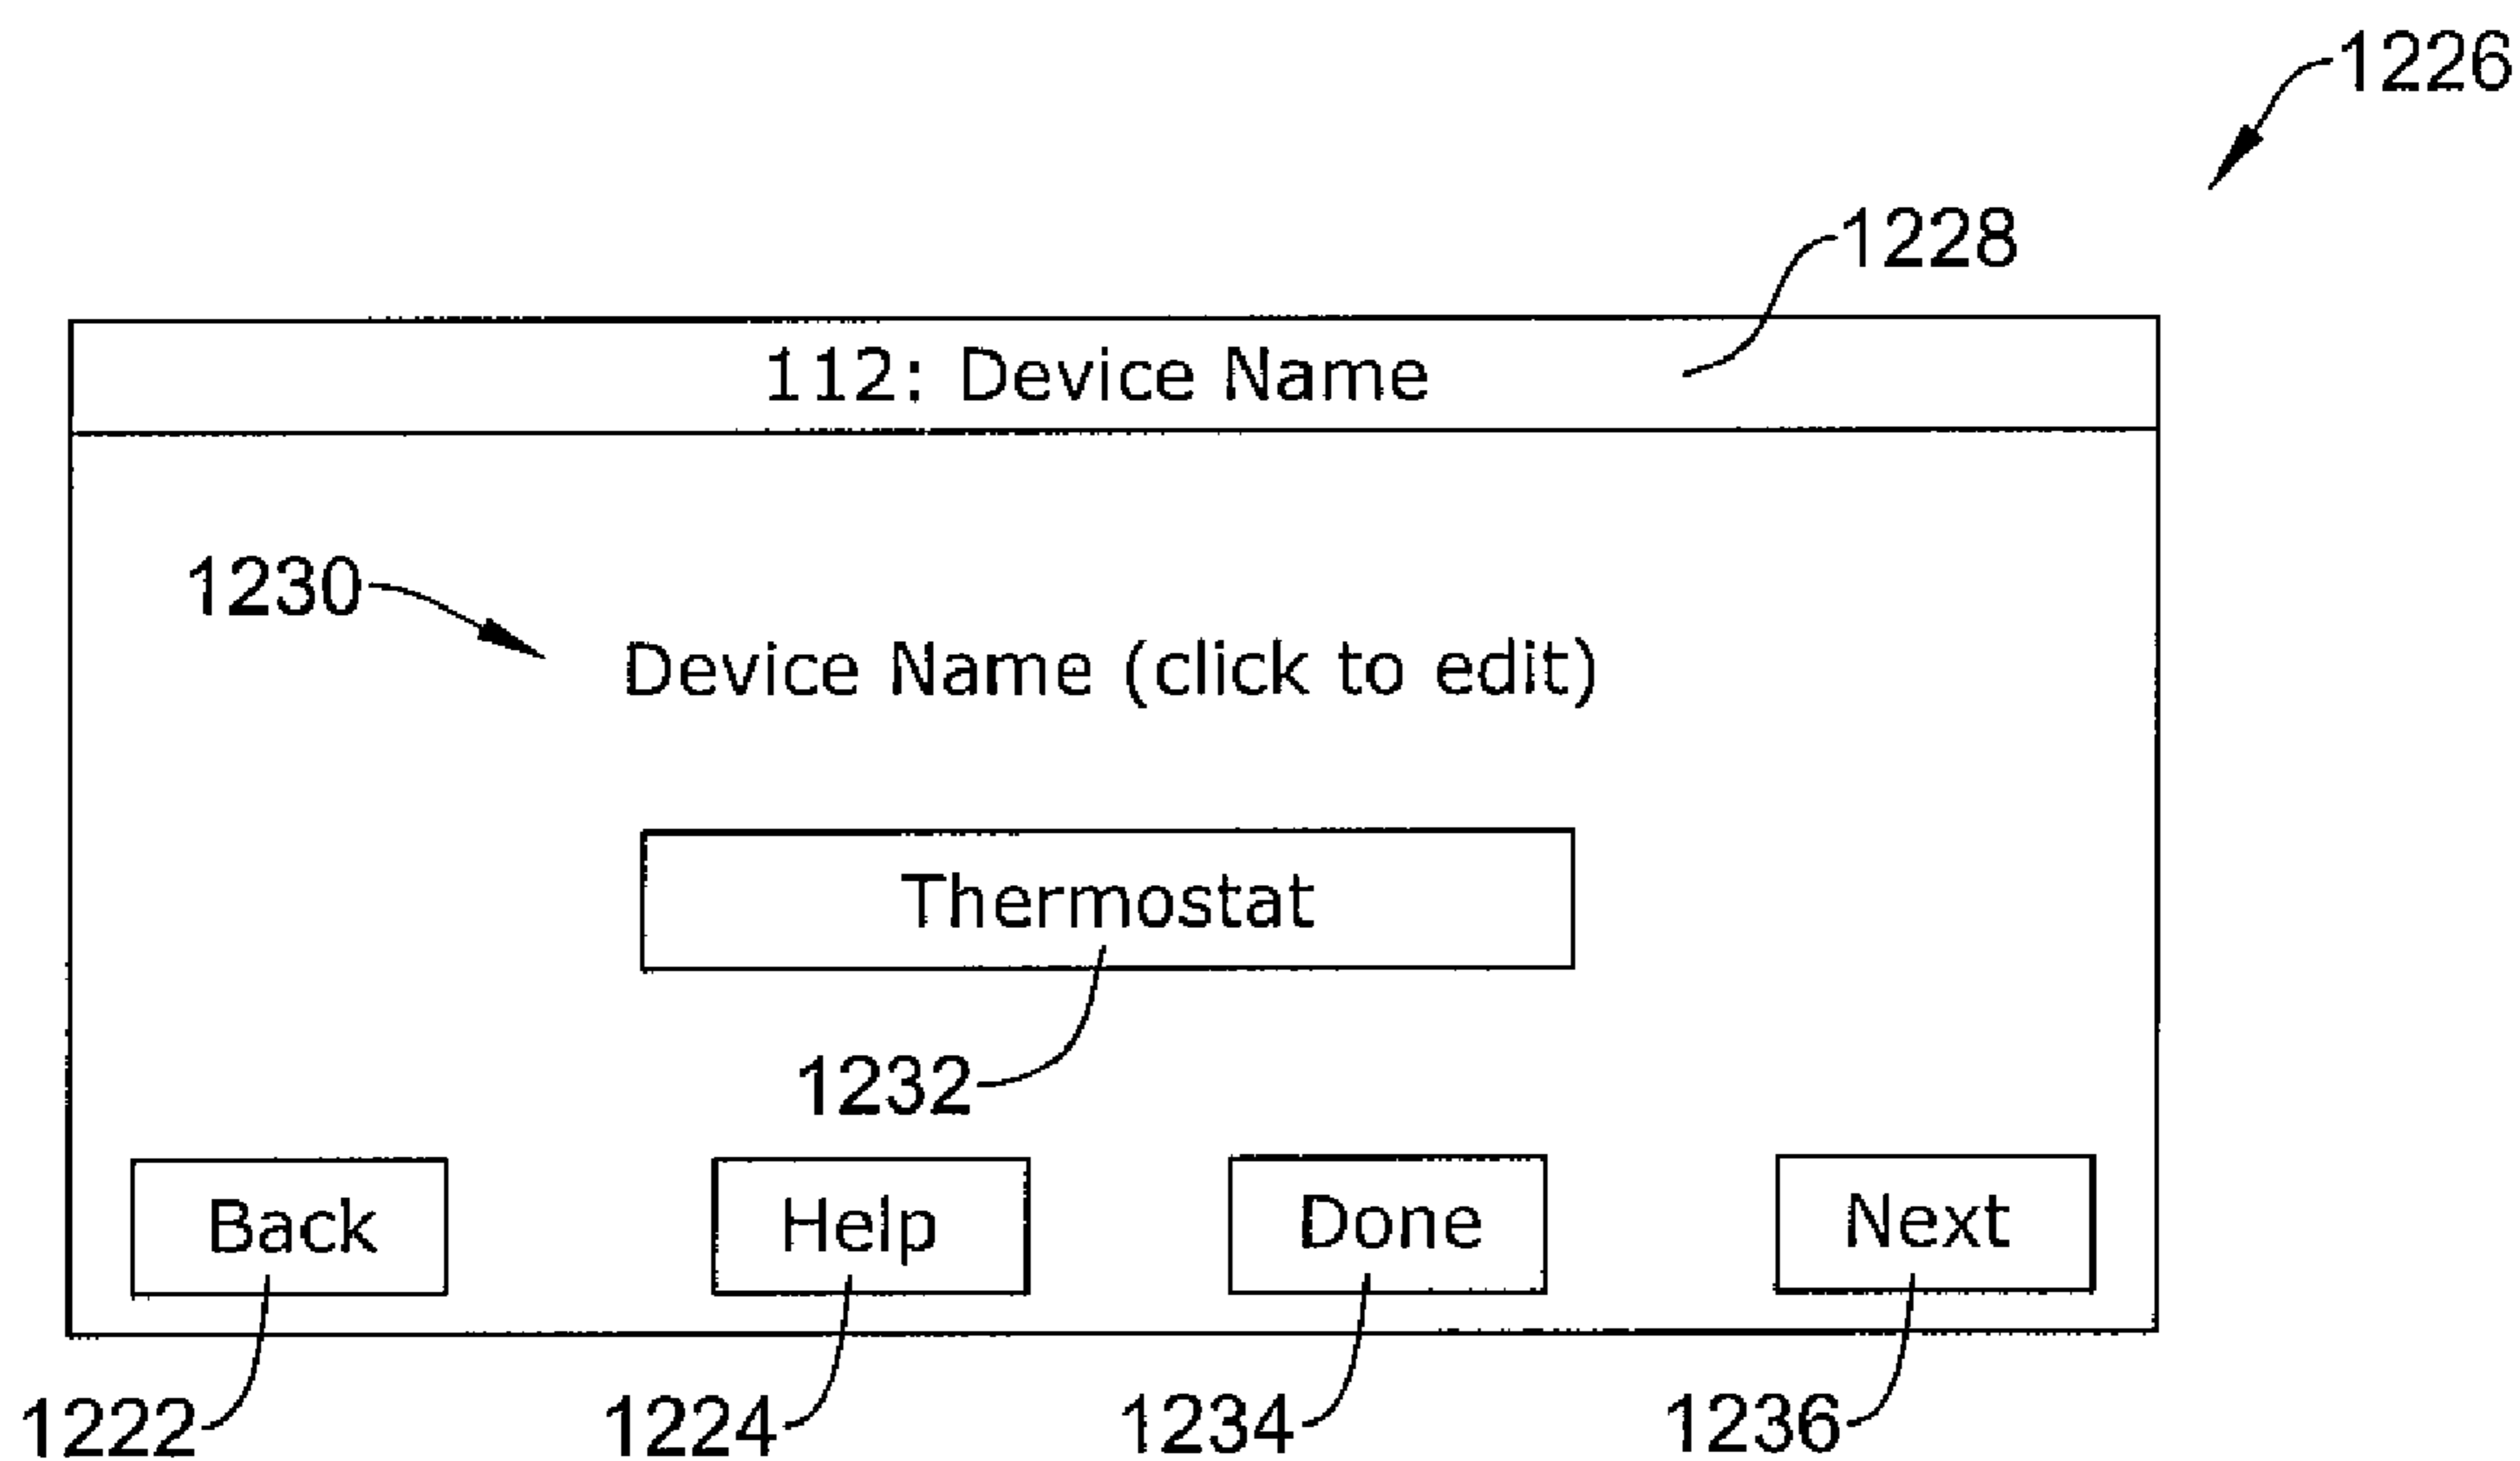 1226
1228
112: Device Name
1230
Device Name (click to edit)
Thermostat
1232
Back Help Done Next
1222 1224 1234 1236